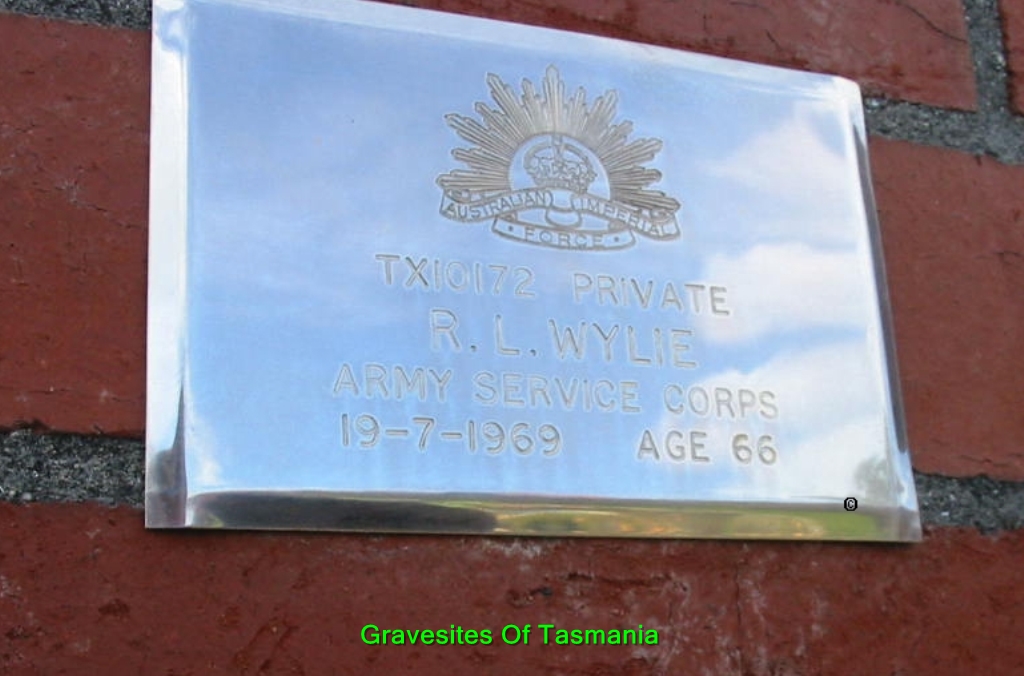 AUSTRALIAN IMPERIAL
• FORCE •
TX10172 PRIVATE
R. L. WYLIE
ARMY SERVICE CORPS
19-7-1969 AGE 66
©
Gravesites Of Tasmania